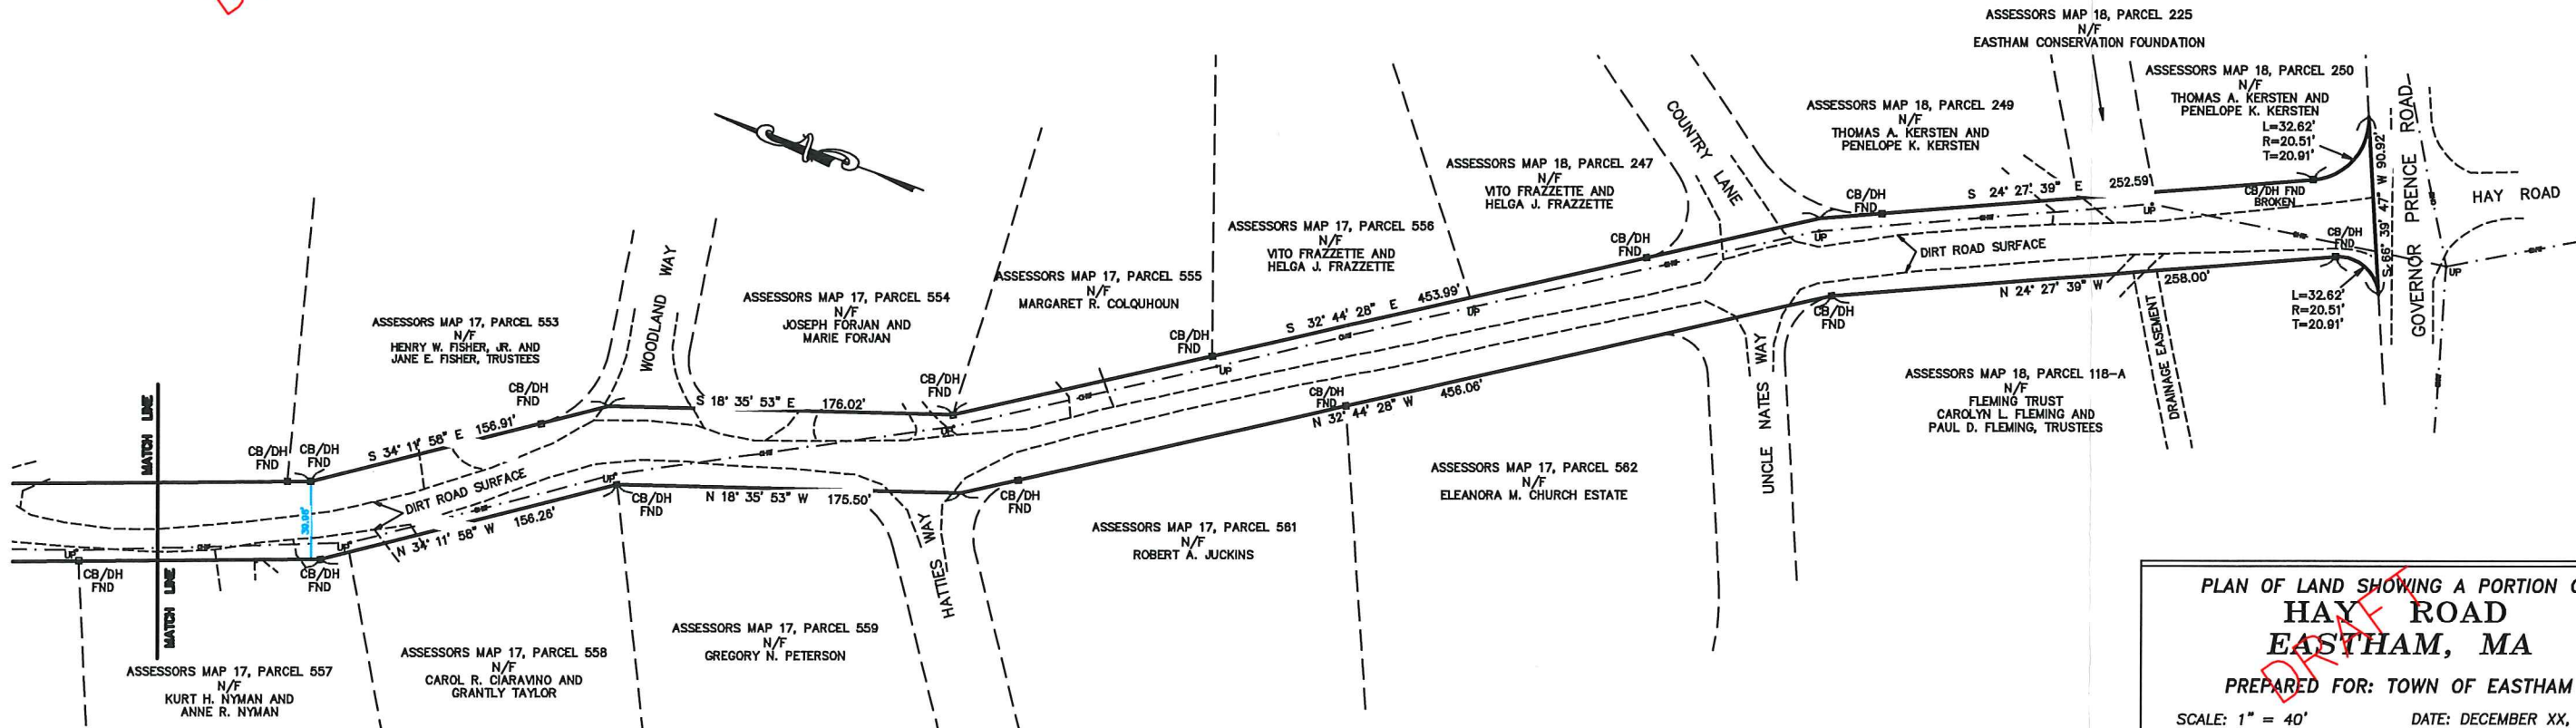 ASSESSORS MAP 18, PARCEL 225
N/F
EASTHAM CONSERVATION FOUNDATION
ASSESSORS MAP 18, PARCEL 250
N/F
THOMAS A. KERSTEN AND
PENELOPE K. KERSTEN
L=32.62'
R=20.51'
T=20.91'
ASSESSORS MAP 18, PARCEL 249
N/F
THOMAS A. KERSTEN AND
PENELOPE K. KERSTEN
COUNTRY LANE
ASSESSORS MAP 18, PARCEL 247
N/F
VITO FRAZZETTE AND
HELGA J. FRAZZETTE
ASSESSORS MAP 17, PARCEL 556
N/F
VITO FRAZZETTE AND
HELGA J. FRAZZETTE
ASSESSORS MAP 17, PARCEL 555
N/F
MARGARET R. COLQUHOUN
ASSESSORS MAP 17, PARCEL 554
N/F
JOSEPH FORJAN AND
MARIE FORJAN
WOODLAND WAY
ASSESSORS MAP 17, PARCEL 553
N/F
HENRY W. FISHER, JR. AND
JANE E. FISHER, TRUSTEES
GOVERNOR PRENCE ROAD
HAY ROAD
S 66° 39' 47" W 90.92'
CB/DH FND
BROKEN
CB/DH
FND
S 24° 27' 39" E 252.59'
CB/DH
FND
UP
UP
UP
DIRT ROAD SURFACE
N 24° 27' 39" W 258.00'
L=32.62'
R=20.51'
T=20.91'
DRAINAGE EASEMENT
CB/DH
FND
CB/DH
FND
S 32° 44' 28" E 453.99'
UP
CB/DH
FND
UP
CB/DH
FND
N 32° 44' 28" W 456.06'
UNCLE NATES WAY
ASSESSORS MAP 18, PARCEL 118-A
N/F
FLEMING TRUST
CAROLYN L. FLEMING AND
PAUL D. FLEMING, TRUSTEES
CB/DH
FND
S 18° 35' 53" E 176.02'
UP
CB/DH
FND
S 34° 11' 58" E 156.91'
CB/DH
FND
CB/DH
FND
MATCH LINE
MATCH LINE
DIRT ROAD SURFACE
39.98'
UP
UP
UP
N 34° 11' 58" W 156.26'
CB/DH
FND
N 18° 35' 53" W 175.50'
CB/DH
FND
CB/DH
FND
CB/DH
FND
HATTIES WAY
ASSESSORS MAP 17, PARCEL 562
N/F
ELEANORA M. CHURCH ESTATE
ASSESSORS MAP 17, PARCEL 561
N/F
ROBERT A. JUCKINS
ASSESSORS MAP 17, PARCEL 559
N/F
GREGORY N. PETERSON
ASSESSORS MAP 17, PARCEL 558
N/F
CAROL R. CIARAVINO AND
GRANTLY TAYLOR
ASSESSORS MAP 17, PARCEL 557
N/F
KURT H. NYMAN AND
ANNE R. NYMAN
PLAN OF LAND SHOWING A PORTION
HAY ROAD
EASTHAM, MA
DRAFT
PREPARED FOR: TOWN OF EASTHAM
SCALE: 1" = 40' DATE: DECEMBER XX,